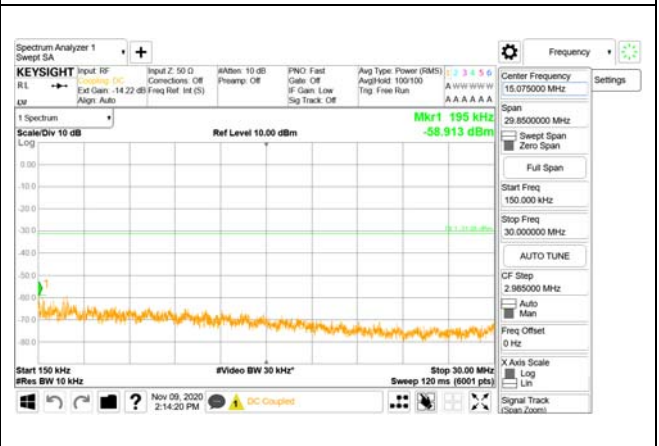 Spectrum Analyzer 1
Swept SA
+
Frequency
KEYSIGHT
RL
Input: RF
Coupling: DC
Ext Gain: -14.22 dB
Align: Auto
Input Z: 50 Ω
Corrections: Off
Freq Ref: Int (S)
#Atten: 10 dB
Preamp: Off
PNO: Fast
Gate: Off
IF Gain: Low
Sig Track: Off
Avg Type: Power (RMS)
Avg|Hold: 100/100
Trig: Free Run
1 2 3 4 5 6
A W W W W W
A A A A A A
Center Frequency
15.075000 MHz
Settings
Span
29.8500000 MHz
Swept Span
Zero Span
Full Span
Start Freq
150.000 kHz
Stop Freq
30.000000 MHz
AUTO TUNE
CF Step
2.985000 MHz
Auto
Man
Freq Offset
0 Hz
X Axis Scale
Log
Lin
Signal Track
(Span Zoom)
1 Spectrum
Scale/Div 10 dB
Log
Ref Level 10.00 dBm
Mkr1 195 kHz
-58.913 dBm
0.00
-10.0
-20.0
-30.0
-40.0
-50.0
-60.0
-70.0
-80.0
1
Start 150 kHz
#Res BW 10 kHz
#Video BW 30 kHz*
Stop 30.00 MHz
Sweep 120 ms (6001 pts)
?
Nov 09, 2020
2:14:20 PM
1
DC Coupled